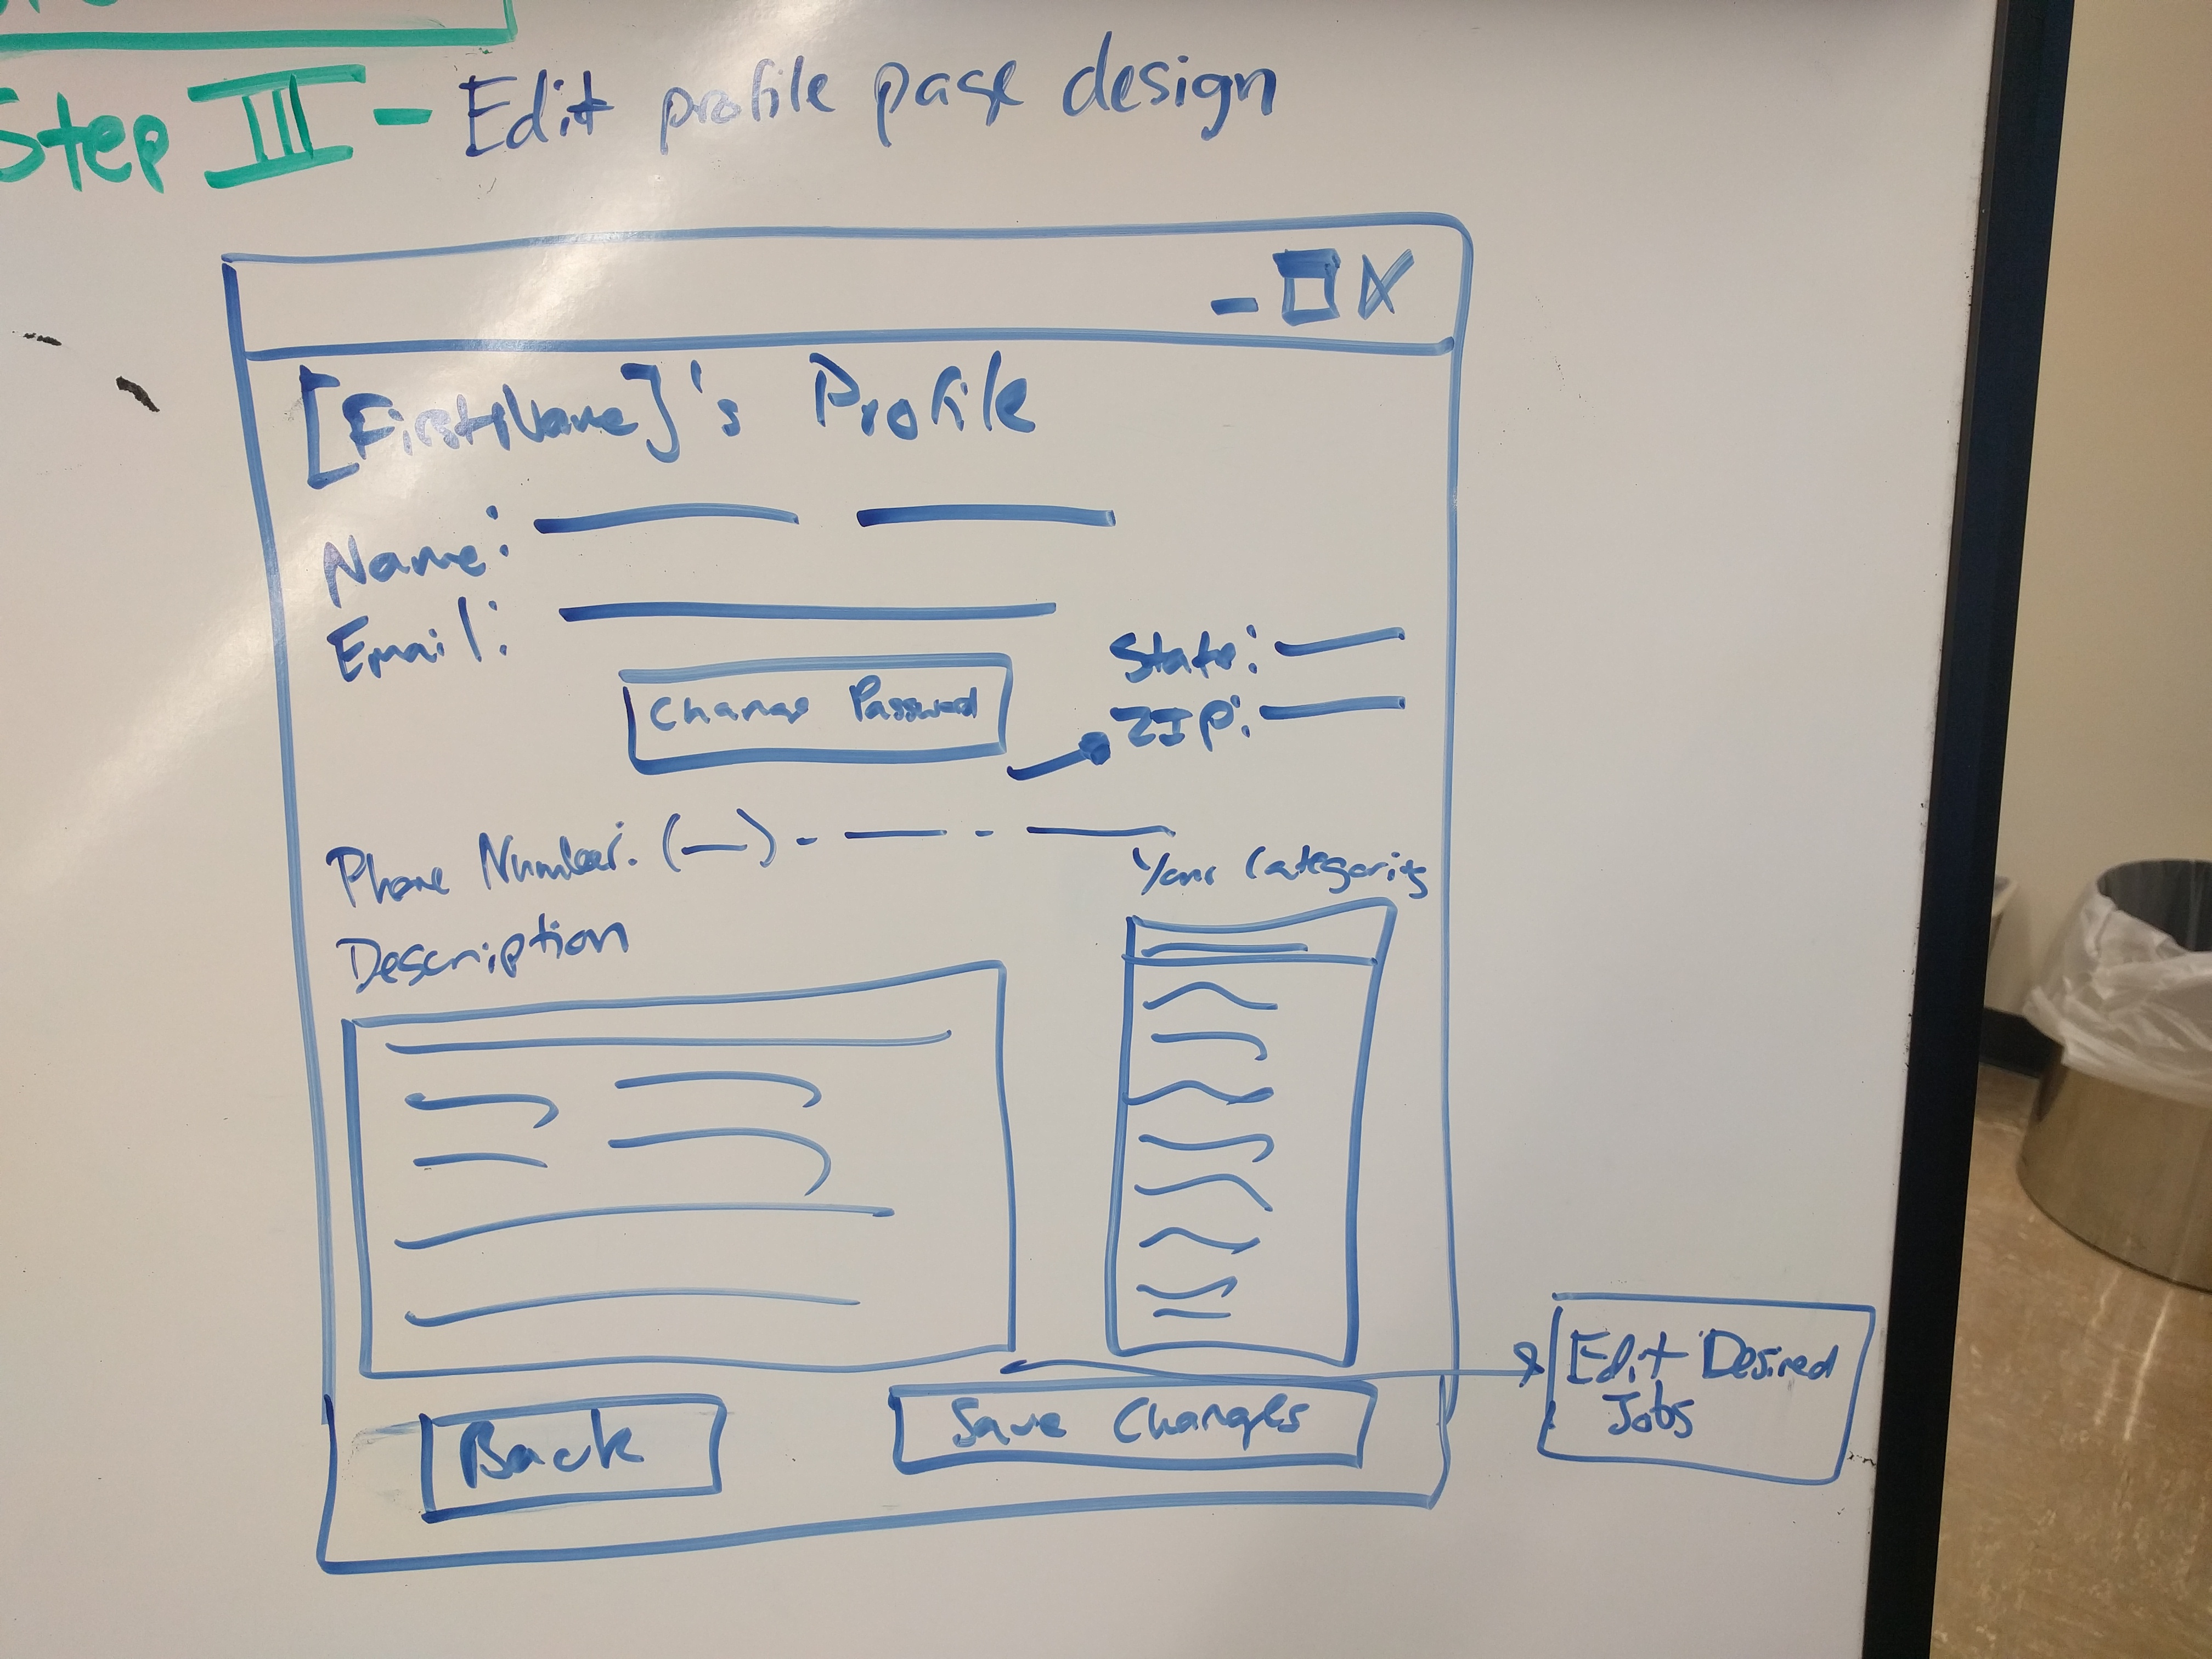 Step III - Edit profile page design
- □ X
[FirstName]'s Profile
Name:
Email:
State:
Change Password
ZIP:
Phone Number: ( ) - -
Your Categories
Description
Edit Desired
Jobs
Back
Save Changes